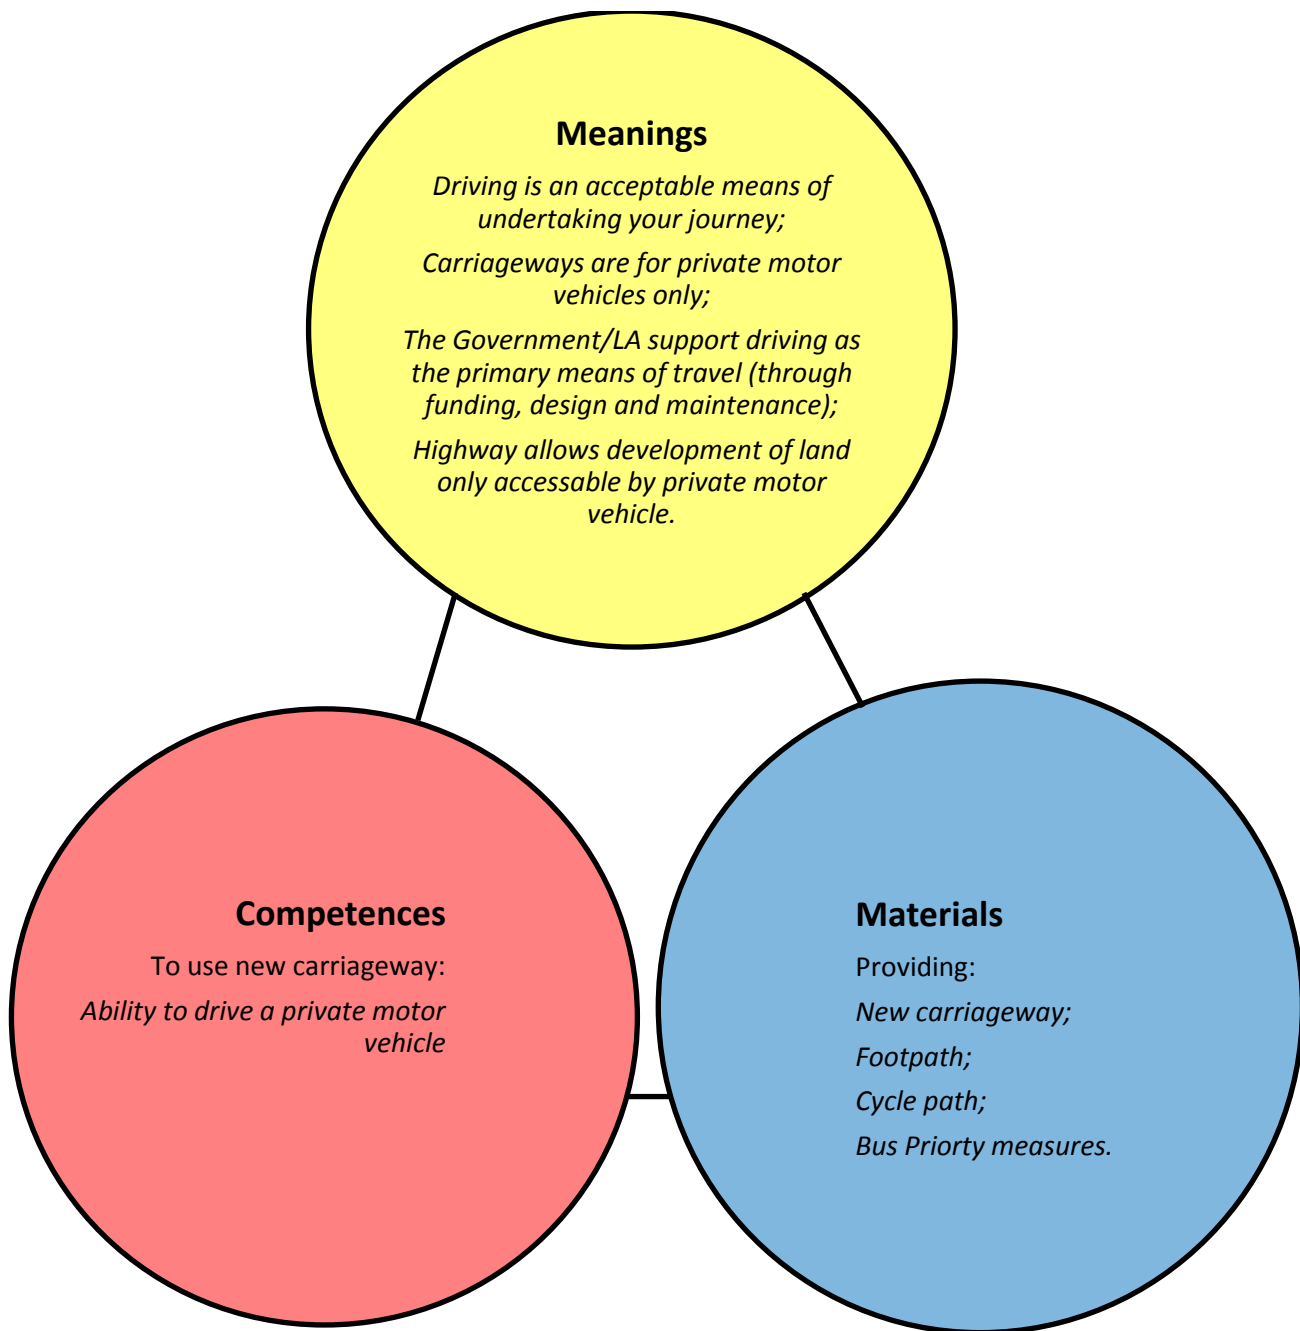 Meanings
Driving is an acceptable means of
undertaking your journey;
Carriageways are for private motor
vehicles only;
The Government/LA support driving as
the primary means of travel (through
funding, design and maintenance);
Highway allows development of land
only accessable by private motor
vehicle.
Competences
To use new carriageway:
Ability to drive a private motor
vehicle
Materials
Providing:
New carriageway;
Footpath;
Cycle path;
Bus Priorty measures.